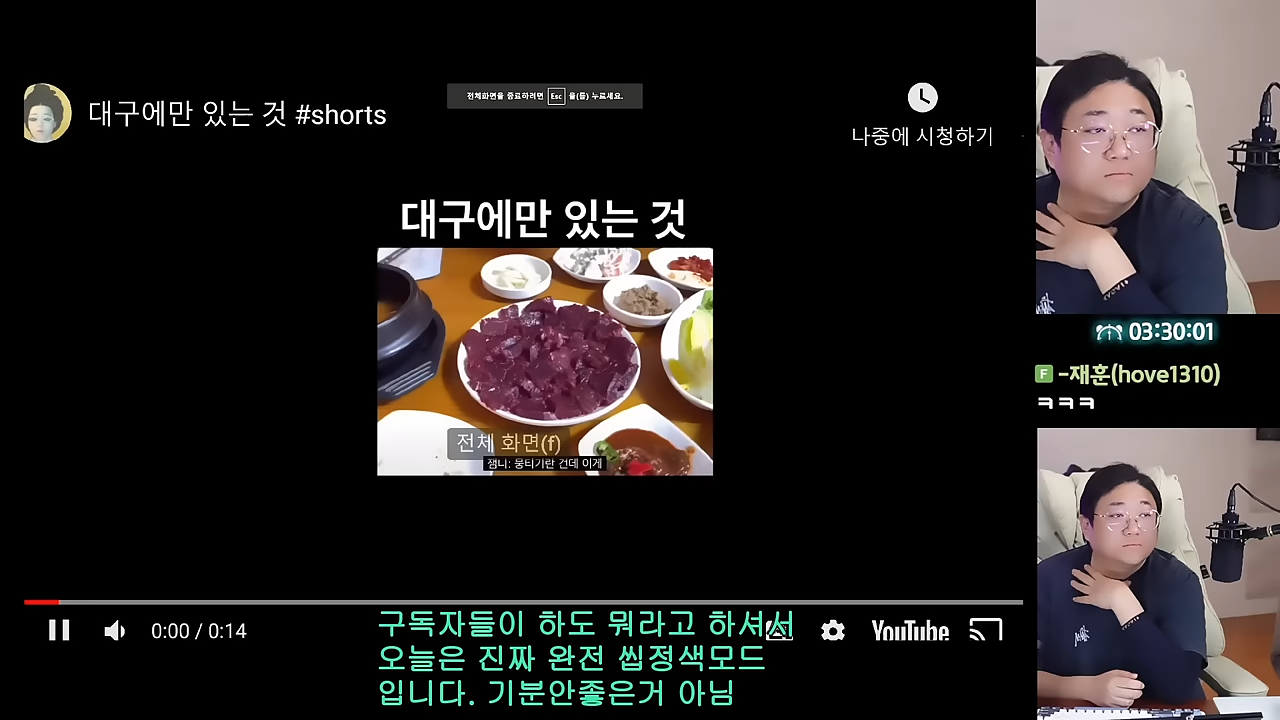 대구에만 있는 것 #shorts
전체화면을 종료하려면 Esc 을(를) 누르세요.
나중에 시청하기
대구에만 있는 것
전체 화면(f)
잼니: 뭉티기란 건데 이게
0:00 / 0:14
YouTube
구독자들이 하도 뭐라고 하셔서
오늘은 진짜 완전 씹정색모드
입니다. 기분안좋은거 아님
03:30:01
F -재훈(hove1310)
ㅋㅋㅋ